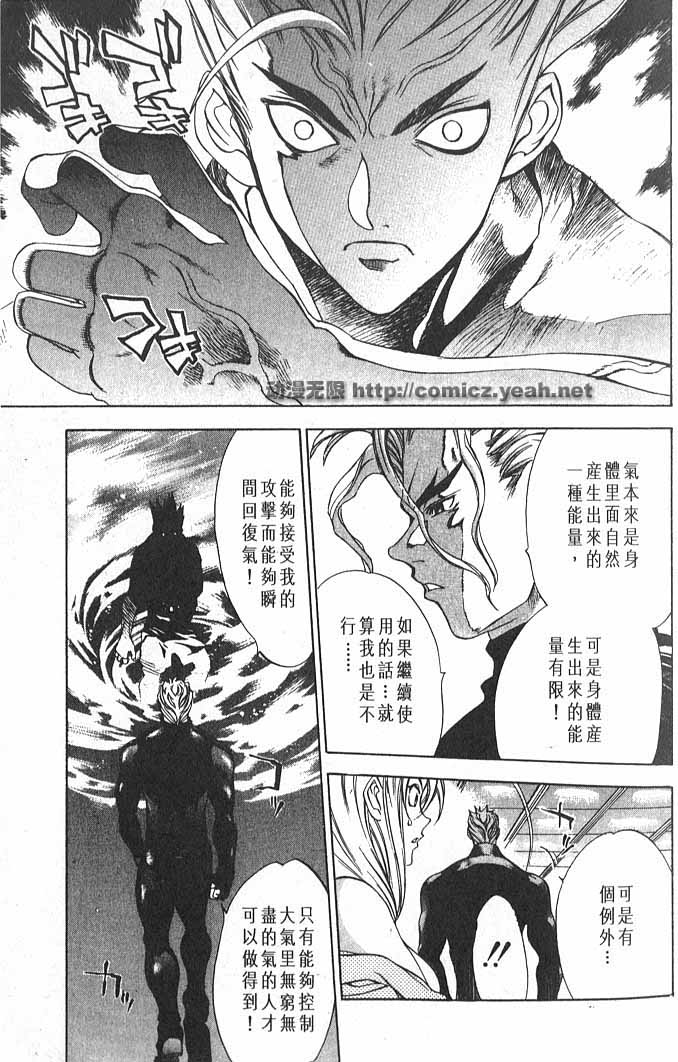 ドキ
ドキ
ドキ
动漫无限 http://comicz.yeah.net
氣本來是身
體里面自然
産生出來的
一種能量，
可是身體産
生出來的能
量有限！
如果繼續使
用的話…就
算我也是不
行……
可是有
個例外…
!!
能夠接受我的
攻擊而能夠瞬
間回復氣！
只有能夠控制
大氣里無窮無
盡的氣的人才
可以做得到！